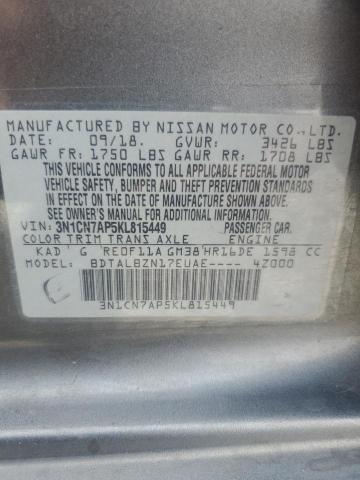 MANUFACTURED BY NISSAN MOTOR CO., LTD.
DATE: 09/18. GVWR: 3426 LBS
GAWR FR: 1750 LBS GAWR RR: 1708 LBS
THIS VEHICLE CONFORMS TO ALL APPLICABLE FEDERAL MOTOR
VEHICLE SAFETY, BUMPER AND THEFT PREVENTION STANDARDS
IN EFFECT ON THE DATE OF MANUFACTURE SHOWN ABOVE.
SEE OWNER'S MANUAL OR INFORMATION
VIN: 3N1CN7AP5KL815449 PASSENGER CAR.
COLOR TRIM TRANS AXLE ENGINE
KAD G RE0F11A GM38 HR16DE 1598 CC
MODEL: BDTALBZN17EUAE---- 4Z000
3N1CN7AP5KL815449